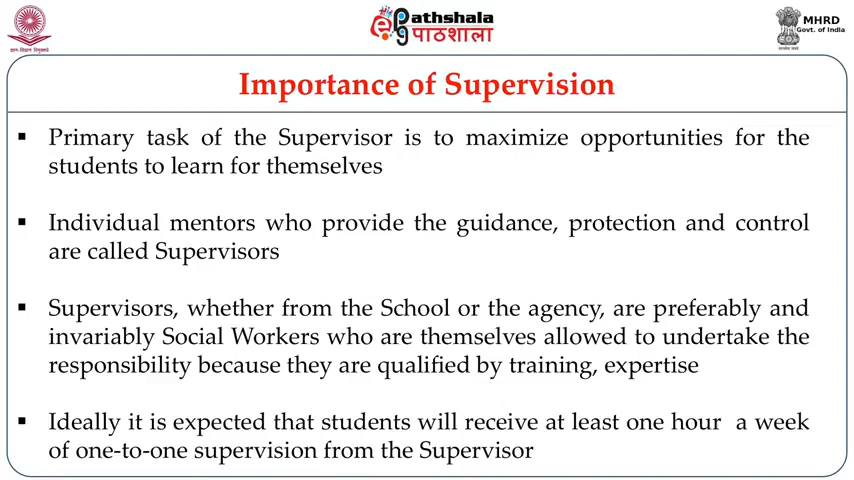 ePathshala
पाठशाला
ज्ञान-विज्ञान विमुक्तये
MHRD
Govt. of India
Importance of Supervision
▪ Primary task of the Supervisor is to maximize opportunities for the
students to learn for themselves
▪ Individual mentors who provide the guidance, protection and control
are called Supervisors
▪ Supervisors, whether from the School or the agency, are preferably and
invariably Social Workers who are themselves allowed to undertake the
responsibility because they are qualified by training, expertise
▪ Ideally it is expected that students will receive at least one hour a week
of one-to-one supervision from the Supervisor